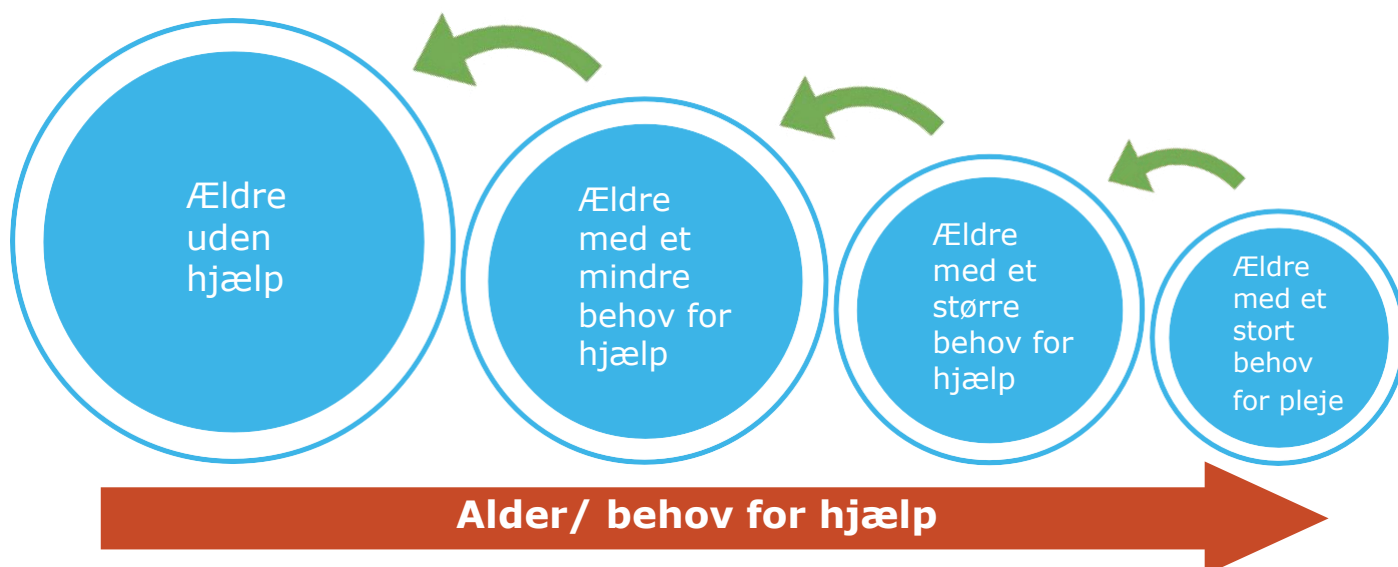 Ældre
uden
hjælp
Ældre
med et
mindre
behov for
hjælp
Ældre
med et
større
behov for
hjælp
Ældre
med et
stort
behov
for pleje
Alder/ behov for hjælp